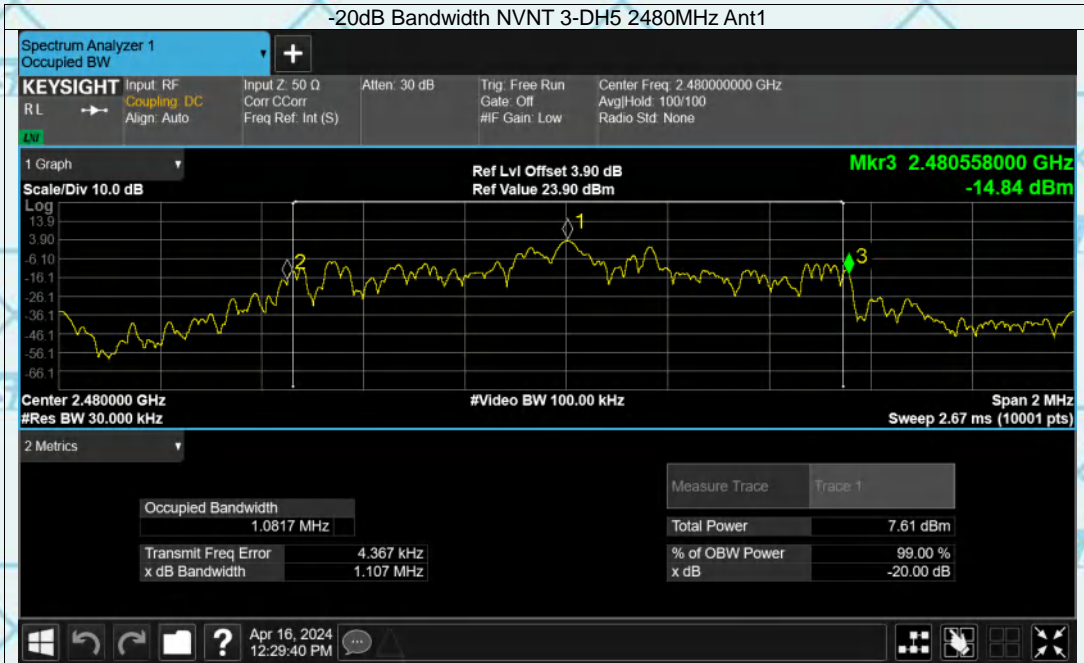 -20dB Bandwidth NVNT 3-DH5 2480MHz Ant1
Spectrum Analyzer 1
Occupied BW
+
KEYSIGHT Input: RF Input Z: 50 Ω Atten: 30 dB Trig: Free Run Center Freq: 2.480000000 GHz
RL Coupling: DC Corr CCorr Gate: Off Avg|Hold: 100/100
Align: Auto Freq Ref: Int (S) #IF Gain: Low Radio Std: None
LNI
1 Graph
Ref Lvl Offset 3.90 dB Mkr3 2.480558000 GHz
Scale/Div 10.0 dB Ref Value 23.90 dBm -14.84 dBm
Log
13.9
3.90
-6.10
-16.1
-26.1
-36.1
-46.1
-56.1
-66.1
1
2
3
Center 2.480000 GHz #Video BW 100.00 kHz Span 2 MHz
#Res BW 30.000 kHz Sweep 2.67 ms (10001 pts)
2 Metrics
Measure Trace Trace 1
Occupied Bandwidth
1.0817 MHz Total Power 7.61 dBm
Transmit Freq Error 4.367 kHz % of OBW Power 99.00 %
x dB Bandwidth 1.107 MHz x dB -20.00 dB
? Apr 16, 2024
12:29:40 PM